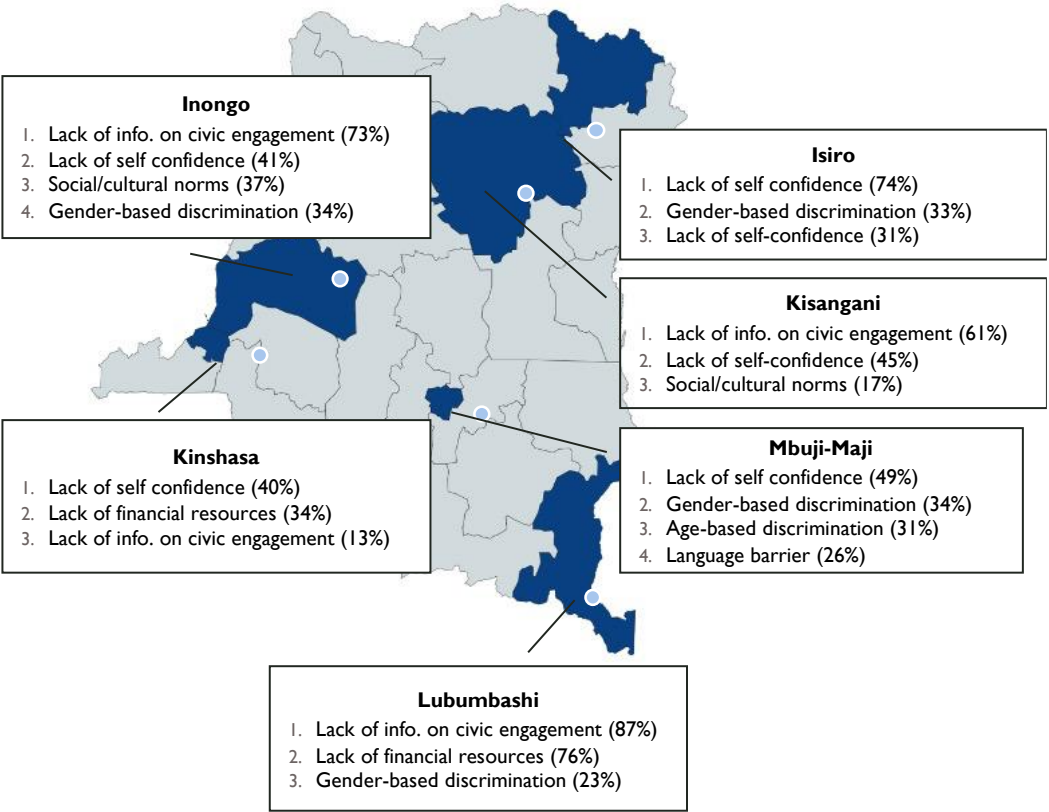 Inongo
1. Lack of info. on civic engagement (73%)
2. Lack of self confidence (41%)
3. Social/cultural norms (37%)
4. Gender-based discrimination (34%)
Isiro
1. Lack of self confidence (74%)
2. Gender-based discrimination (33%)
3. Lack of self-confidence (31%)
Kisangani
1. Lack of info. on civic engagement (61%)
2. Lack of self-confidence (45%)
3. Social/cultural norms (17%)
Kinshasa
1. Lack of self confidence (40%)
2. Lack of financial resources (34%)
3. Lack of info. on civic engagement (13%)
Mbuji-Maji
1. Lack of self confidence (49%)
2. Gender-based discrimination (34%)
3. Age-based discrimination (31%)
4. Language barrier (26%)
Lubumbashi
1. Lack of info. on civic engagement (87%)
2. Lack of financial resources (76%)
3. Gender-based discrimination (23%)